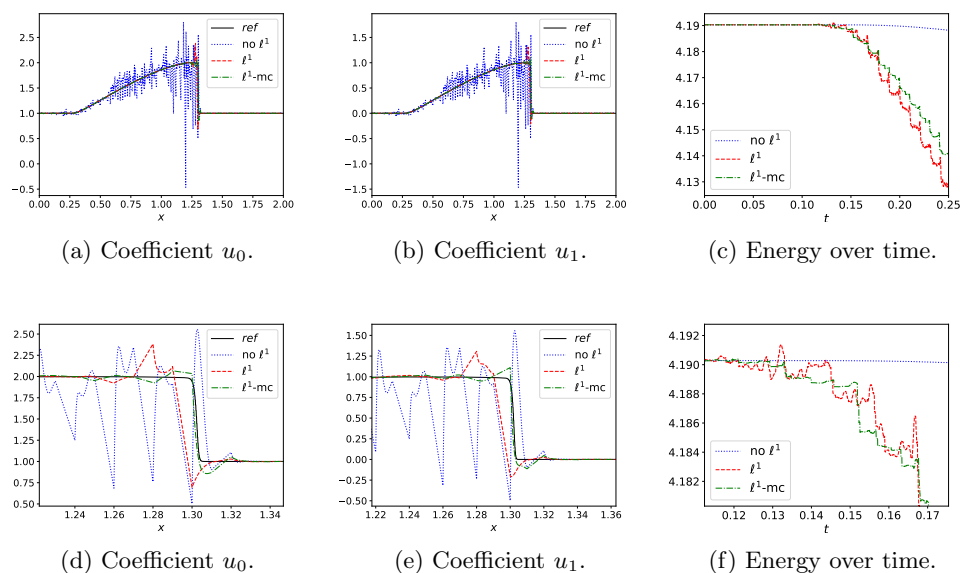 2.5
2.0
1.5
1.0
0.5
0.0
−0.5
−1.0
−1.5
ref
no ℓ¹
ℓ¹
ℓ¹-mc
0.00 0.25 0.50 0.75 1.00 1.25 1.50 1.75 2.00
x
(a) Coefficient u₀.
2.5
2.0
1.5
1.0
0.5
0.0
−0.5
−1.0
−1.5
ref
no ℓ¹
ℓ¹
ℓ¹-mc
0.00 0.25 0.50 0.75 1.00 1.25 1.50 1.75 2.00
x
(b) Coefficient u₁.
4.19
4.18
4.17
4.16
4.15
4.14
4.13
no ℓ¹
ℓ¹
ℓ¹-mc
0.00 0.05 0.10 0.15 0.20 0.25
t
(c) Energy over time.
2.50
2.25
2.00
1.75
1.50
1.25
1.00
0.75
0.50
ref
no ℓ¹
ℓ¹
ℓ¹-mc
1.24 1.26 1.28 1.30 1.32 1.34
x
(d) Coefficient u₀.
1.50
1.25
1.00
0.75
0.50
0.25
0.00
−0.25
−0.50
ref
no ℓ¹
ℓ¹
ℓ¹-mc
1.22 1.24 1.26 1.28 1.30 1.32 1.34 1.36
x
(e) Coefficient u₁.
4.192
4.190
4.188
4.186
4.184
4.182
no ℓ¹
ℓ¹
ℓ¹-mc
0.12 0.13 0.14 0.15 0.16 0.17
t
(f) Energy over time.